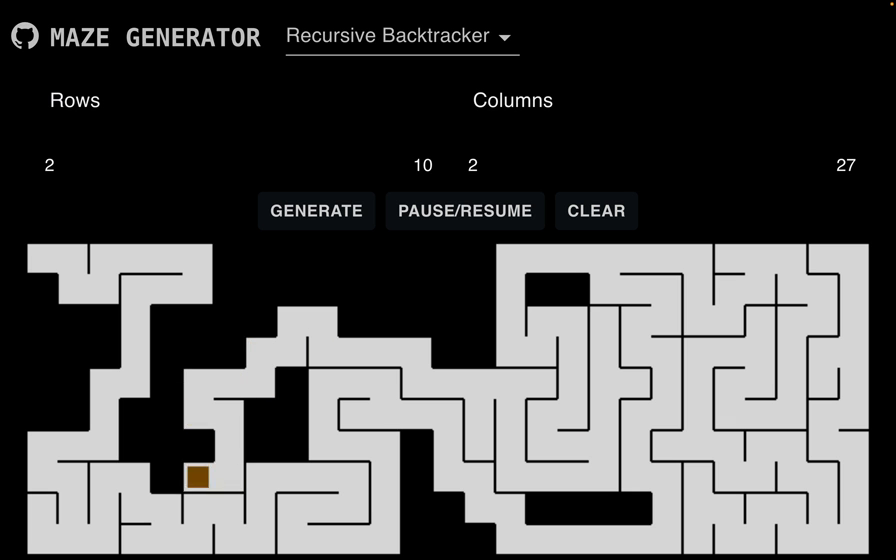 MAZE GENERATOR Recursive Backtracker
Rows Columns
2 10 2 27
GENERATE PAUSE/RESUME CLEAR